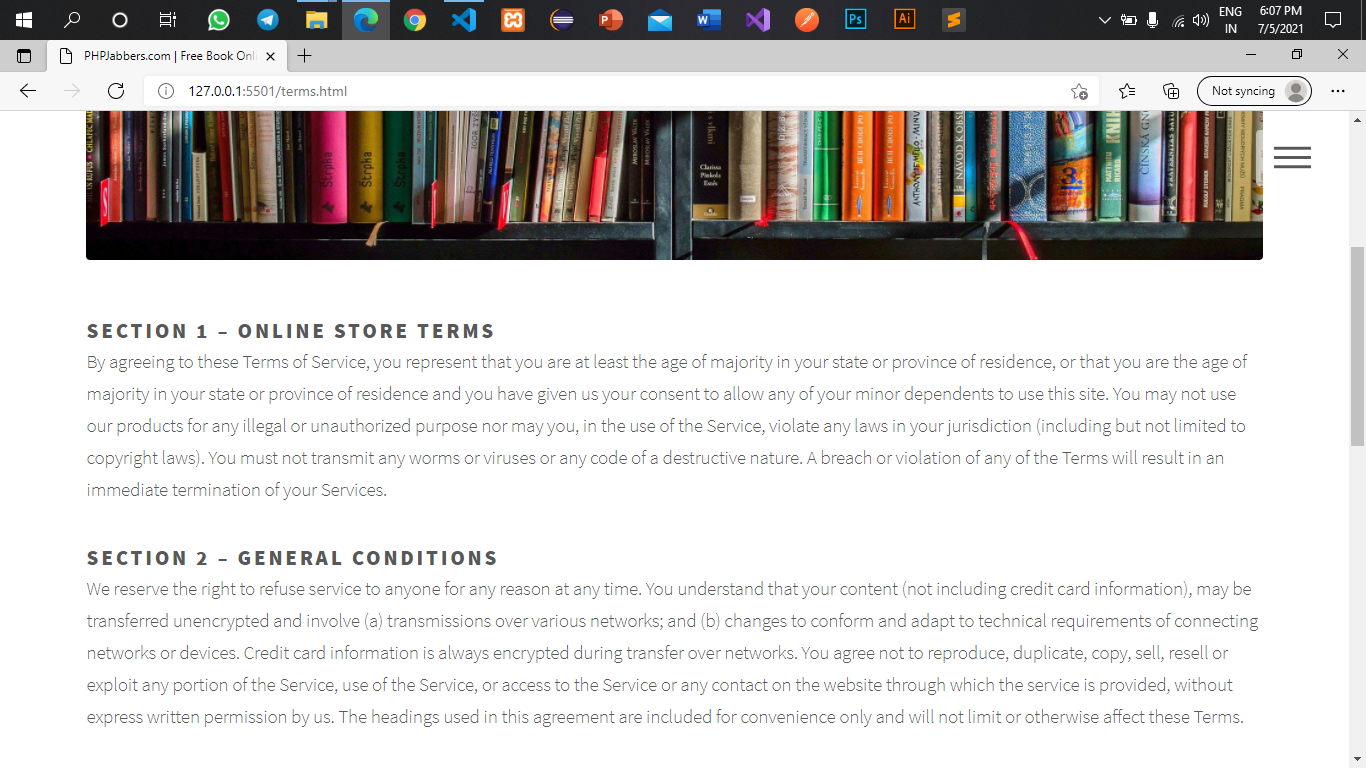 ENG
6:07 PM
IN
7/5/2021
PHPJabbers.com | Free Book Onli
127.0.0.1:5501/terms.html
Not syncing
Štrpka
Štrpka
Štrpka
Clarissa
Pinkola
Estés
SECTION 1 – ONLINE STORE TERMS
By agreeing to these Terms of Service, you represent that you are at least the age of majority in your state or province of residence, or that you are the age of
majority in your state or province of residence and you have given us your consent to allow any of your minor dependents to use this site. You may not use
our products for any illegal or unauthorized purpose nor may you, in the use of the Service, violate any laws in your jurisdiction (including but not limited to
copyright laws). You must not transmit any worms or viruses or any code of a destructive nature. A breach or violation of any of the Terms will result in an
immediate termination of your Services.
SECTION 2 – GENERAL CONDITIONS
We reserve the right to refuse service to anyone for any reason at any time. You understand that your content (not including credit card information), may be
transferred unencrypted and involve (a) transmissions over various networks; and (b) changes to conform and adapt to technical requirements of connecting
networks or devices. Credit card information is always encrypted during transfer over networks. You agree not to reproduce, duplicate, copy, sell, resell or
exploit any portion of the Service, use of the Service, or access to the Service or any contact on the website through which the service is provided, without
express written permission by us. The headings used in this agreement are included for convenience only and will not limit or otherwise affect these Terms.